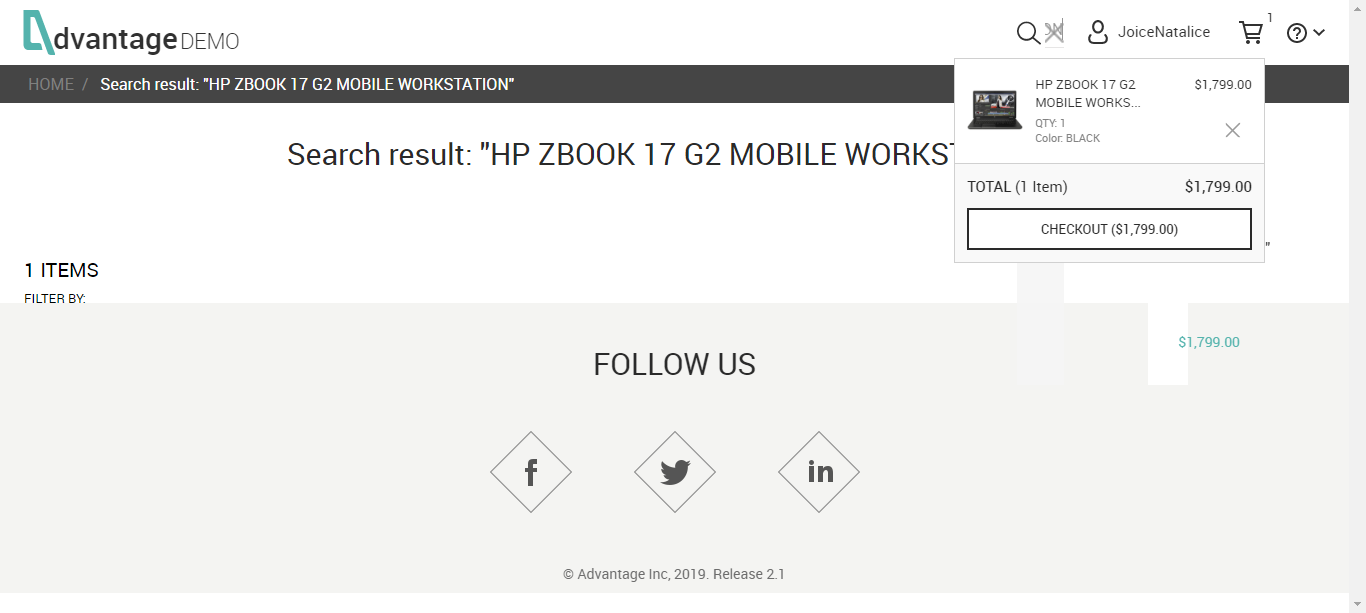 dvantage DEMO
JoiceNatalice
1
HOME / Search result: "HP ZBOOK 17 G2 MOBILE WORKSTATION"
HP ZBOOK 17 G2 $1,799.00
MOBILE WORKS...
QTY: 1
Color: BLACK
Search result: "HP ZBOOK 17 G2 MOBILE WORKST
TOTAL (1 Item) $1,799.00
CHECKOUT ($1,799.00)
"
1 ITEMS
FILTER BY:
$1,799.00
FOLLOW US
f
in
© Advantage Inc, 2019. Release 2.1